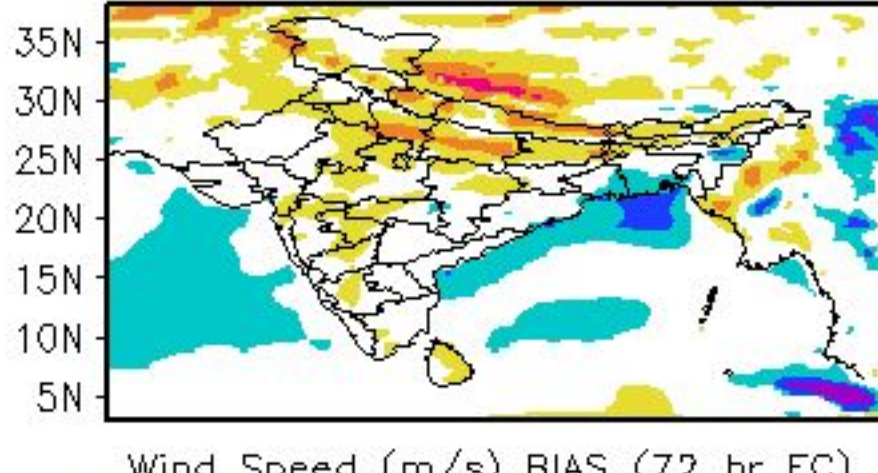 35N
30N
25N
20N
15N
10N
5N
Wind Speed (m/s) BIAS (72 hr FC)